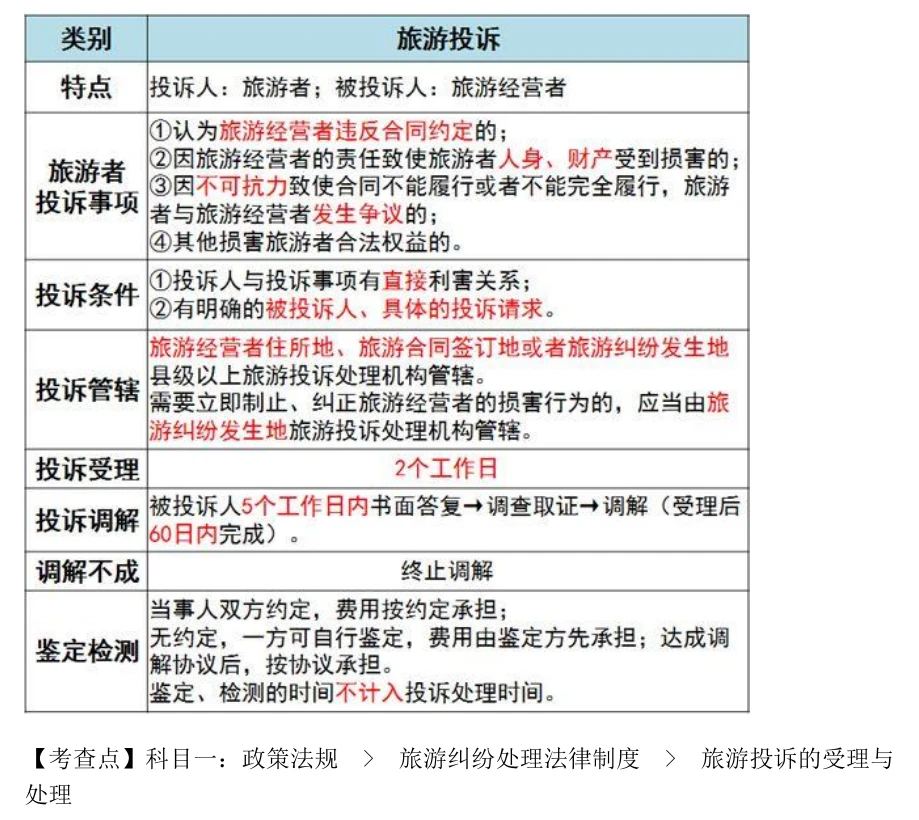 类别 旅游投诉
特点 投诉人：旅游者；被投诉人：旅游经营者
旅游者
投诉事项
①认为旅游经营者违反合同约定的；
②因旅游经营者的责任致使旅游者人身、财产受到损害的；
③因不可抗力致使合同不能履行或者不能完全履行，旅游
者与旅游经营者发生争议的；
④其他损害旅游者合法权益的。
投诉条件
①投诉人与投诉事项有直接利害关系；
②有明确的被投诉人、具体的投诉请求。
投诉管辖
旅游经营者住所地、旅游合同签订地或者旅游纠纷发生地
县级以上旅游投诉处理机构管辖。
需要立即制止、纠正旅游经营者的损害行为的，应当由旅
游纠纷发生地旅游投诉处理机构管辖。
投诉受理 2个工作日
投诉调解
被投诉人5个工作日内书面答复→调查取证→调解（受理后
60日内完成）。
调解不成 终止调解
鉴定检测
当事人双方约定，费用按约定承担；
无约定，一方可自行鉴定，费用由鉴定方先承担；达成调
解协议后，按协议承担。
鉴定、检测的时间不计入投诉处理时间。
【考查点】科目一：政策法规 > 旅游纠纷处理法律制度 > 旅游投诉的受理与
处理